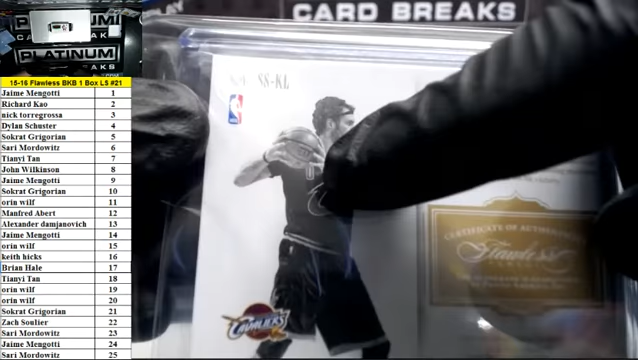 CARD BREAKS
PLATINUM
15-16 Flawless BKB 1 Box LS #21
Jaime Mengotti 1
Richard Kao 2
nick torregrossa 3
Dylan Schuster 4
Sokrat Grigorian 5
Sari Mordowitz 6
Tianyi Tan 7
John Wilkinson 8
Jaime Mengotti 9
Sokrat Grigorian 10
orin wilf 11
Manfred Abert 12
Alexander damjanovich 13
Jaime Mengotti 14
orin wilf 15
keith hicks 16
Brian Hale 17
Tianyi Tan 18
orin wilf 19
orin wilf 20
Sokrat Grigorian 21
Zach Soulier 22
Sari Mordowitz 23
Jaime Mengotti 24
Sari Mordowitz 25
SS-KL
CAVALIERS
CERTIFICATE OF AUTHENTICITY
Flawless